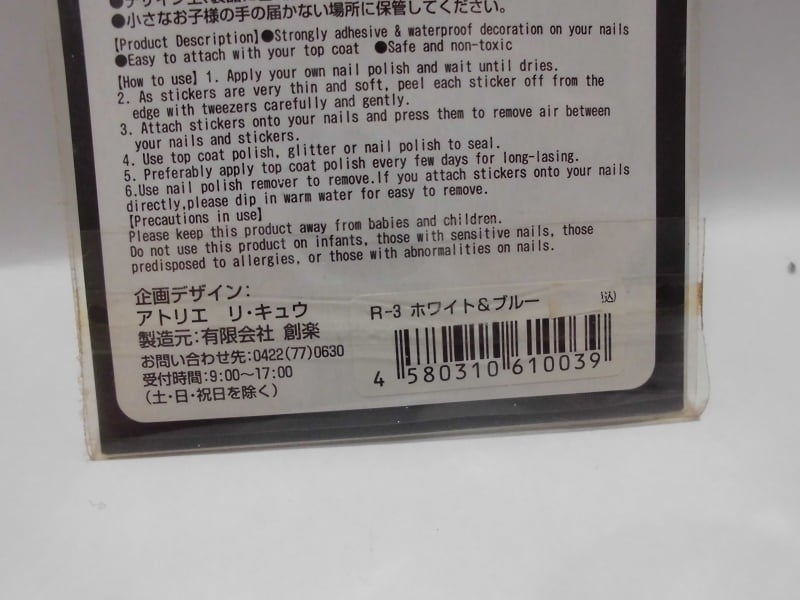 ●小さなお子様の手の届かない場所に保管してください。
【Product Description】●Strongly adhesive & waterproof decoration on your nails
●Easy to attach with your top coat ●Safe and non-toxic
【How to use】1. Apply your own nail polish and wait until dries.
2. As stickers are very thin and soft, peel each sticker off from the
edge with tweezers carefully and gently.
3. Attach stickers onto your nails and press them to remove air between
your nails and stickers.
4. Use top coat polish, glitter or nail polish to seal.
5. Preferably apply top coat polish every few days for long-lasing.
6.Use nail polish remover to remove.If you attach stickers onto your nails
directly,please dip in warm water for easy to remove.
【Precautions in use】
Please keep this product away from babies and children.
Do not use this product on infants, those with sensitive nails, those
predisposed to allergies, or those with abnormalities on nails.
企画デザイン:
アトリエ リ・キュウ
製造元:有限会社 創楽
お問い合わせ先:0422(77)0630
受付時間:9:00～17:00
(土・日・祝日を除く)
R-3 ホワイト&ブルー 込)
4 580310 610039